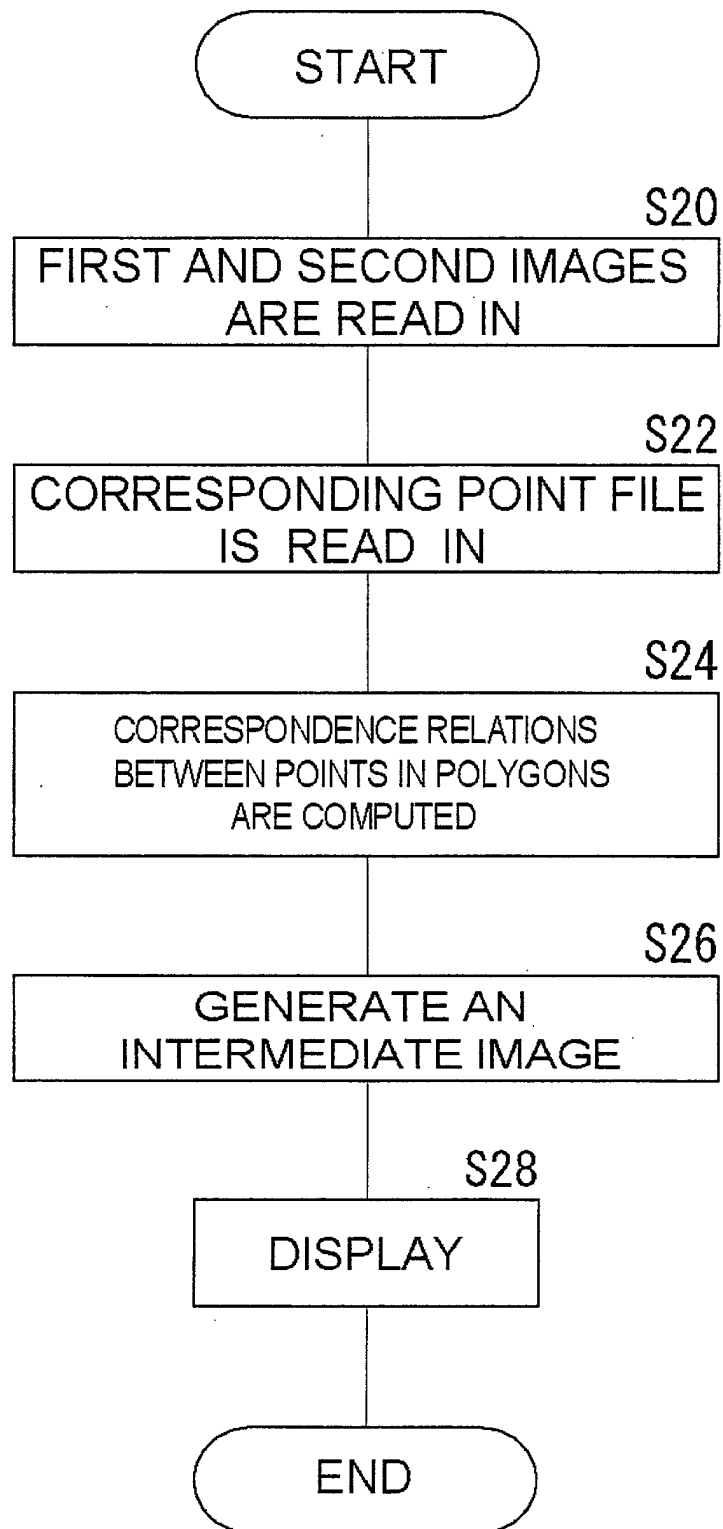 START
S20
FIRST AND SECOND IMAGES
ARE READ IN
S22
CORRESPONDING POINT FILE
IS READ IN
S24
CORRESPONDENCE RELATIONS
BETWEEN POINTS IN POLYGONS
ARE COMPUTED
S26
GENERATE AN
INTERMEDIATE IMAGE
S28
DISPLAY
END